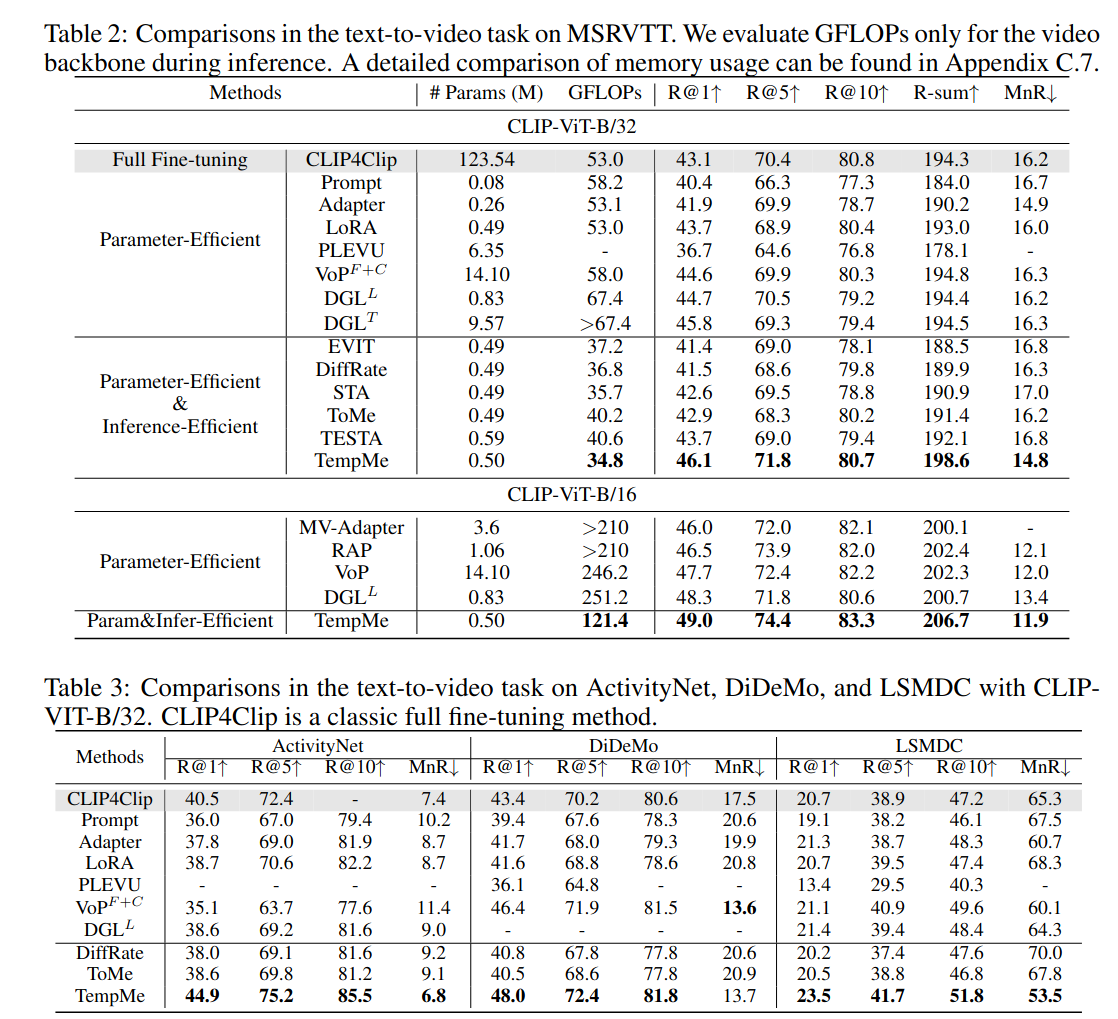 Table 2: Comparisons in the text-to-video task on MSRVTT. We evaluate GFLOPs only for the video
backbone during inference. A detailed comparison of memory usage can be found in Appendix C.7.
Methods # Params (M) GFLOPs R@1↑ R@5↑ R@10↑ R-sum↑ MnR↓
CLIP-ViT-B/32
Full Fine-tuning CLIP4Clip 123.54 53.0 43.1 70.4 80.8 194.3 16.2
Parameter-Efficient
Prompt 0.08 58.2 40.4 66.3 77.3 184.0 16.7
Adapter 0.26 53.1 41.9 69.9 78.7 190.2 14.9
LoRA 0.49 53.0 43.7 68.9 80.4 193.0 16.0
PLEVU 6.35 - 36.7 64.6 76.8 178.1 -
VoP^{F+C} 14.10 58.0 44.6 69.9 80.3 194.8 16.3
DGL^L 0.83 67.4 44.7 70.5 79.2 194.4 16.2
DGL^T 9.57 >67.4 45.8 69.3 79.4 194.5 16.3
Parameter-Efficient
&
Inference-Efficient
EVIT 0.49 37.2 41.4 69.0 78.1 188.5 16.8
DiffRate 0.49 36.8 41.5 68.6 79.8 189.9 16.3
STA 0.49 35.7 42.6 69.5 78.8 190.9 17.0
ToMe 0.49 40.2 42.9 68.3 80.2 191.4 16.2
TESTA 0.59 40.6 43.7 69.0 79.4 192.1 16.8
TempMe 0.50 34.8 46.1 71.8 80.7 198.6 14.8
CLIP-ViT-B/16
Parameter-Efficient
MV-Adapter 3.6 >210 46.0 72.0 82.1 200.1 -
RAP 1.06 >210 46.5 73.9 82.0 202.4 12.1
VoP 14.10 246.2 47.7 72.4 82.2 202.3 12.0
DGL^L 0.83 251.2 48.3 71.8 80.6 200.7 13.4
Param&Infer-Efficient TempMe 0.50 121.4 49.0 74.4 83.3 206.7 11.9
Table 3: Comparisons in the text-to-video task on ActivityNet, DiDeMo, and LSMDC with CLIP-
VIT-B/32. CLIP4Clip is a classic full fine-tuning method.
Methods ActivityNet DiDeMo LSMDC
R@1↑ R@5↑ R@10↑ MnR↓ R@1↑ R@5↑ R@10↑ MnR↓ R@1↑ R@5↑ R@10↑ MnR↓
CLIP4Clip 40.5 72.4 - 7.4 43.4 70.2 80.6 17.5 20.7 38.9 47.2 65.3
Prompt 36.0 67.0 79.4 10.2 39.4 67.6 78.3 20.6 19.1 38.2 46.1 67.5
Adapter 37.8 69.0 81.9 8.7 41.7 68.0 79.3 19.9 21.3 38.7 48.3 60.7
LoRA 38.7 70.6 82.2 8.7 41.6 68.8 78.6 20.8 20.7 39.5 47.4 68.3
PLEVU - - - - 36.1 64.8 - - 13.4 29.5 40.3 -
VoP^{F+C} 35.1 63.7 77.6 11.4 46.4 71.9 81.5 13.6 21.1 40.9 49.6 60.1
DGL^L 38.6 69.2 81.6 9.0 - - - - 21.4 39.4 48.4 64.3
DiffRate 38.0 69.1 81.6 9.2 40.8 67.8 77.8 20.6 20.2 37.4 47.6 70.0
ToMe 38.6 69.8 81.2 9.1 40.5 68.6 77.8 20.9 20.5 38.8 46.8 67.8
TempMe 44.9 75.2 85.5 6.8 48.0 72.4 81.8 13.7 23.5 41.7 51.8 53.5